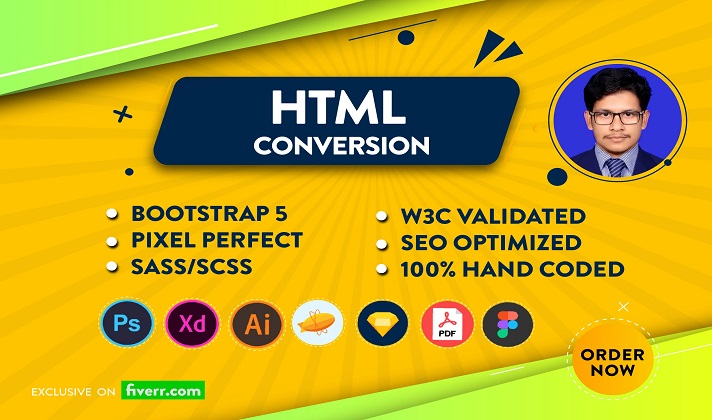 HTML
CONVERSION
BOOTSTRAP 5
PIXEL PERFECT
SASS/SCSS
W3C VALIDATED
SEO OPTIMIZED
100% HAND CODED
Ps
Xd
Ai
PDF
ORDER
NOW
EXCLUSIVE ON fiverr.com